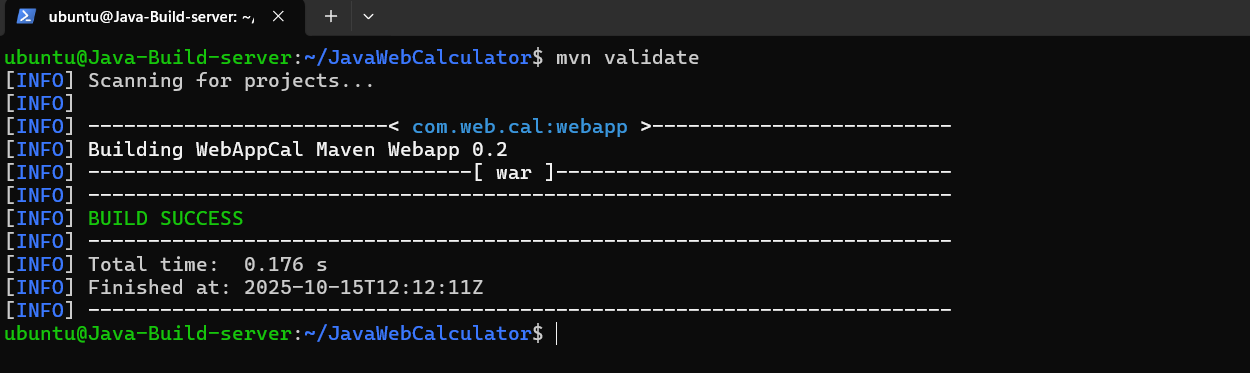 ubuntu@Java-Build-server: ~/
ubuntu@Java-Build-server:~/JavaWebCalculator$ mvn validate
[INFO] Scanning for projects...
[INFO]
[INFO] -------------------------< com.web.cal:webapp >-------------------------
[INFO] Building WebAppCal Maven Webapp 0.2
[INFO] --------------------------------[ war ]---------------------------------
[INFO] ------------------------------------------------------------------------
[INFO] BUILD SUCCESS
[INFO] ------------------------------------------------------------------------
[INFO] Total time:  0.176 s
[INFO] Finished at: 2025-10-15T12:12:11Z
[INFO] ------------------------------------------------------------------------
ubuntu@Java-Build-server:~/JavaWebCalculator$